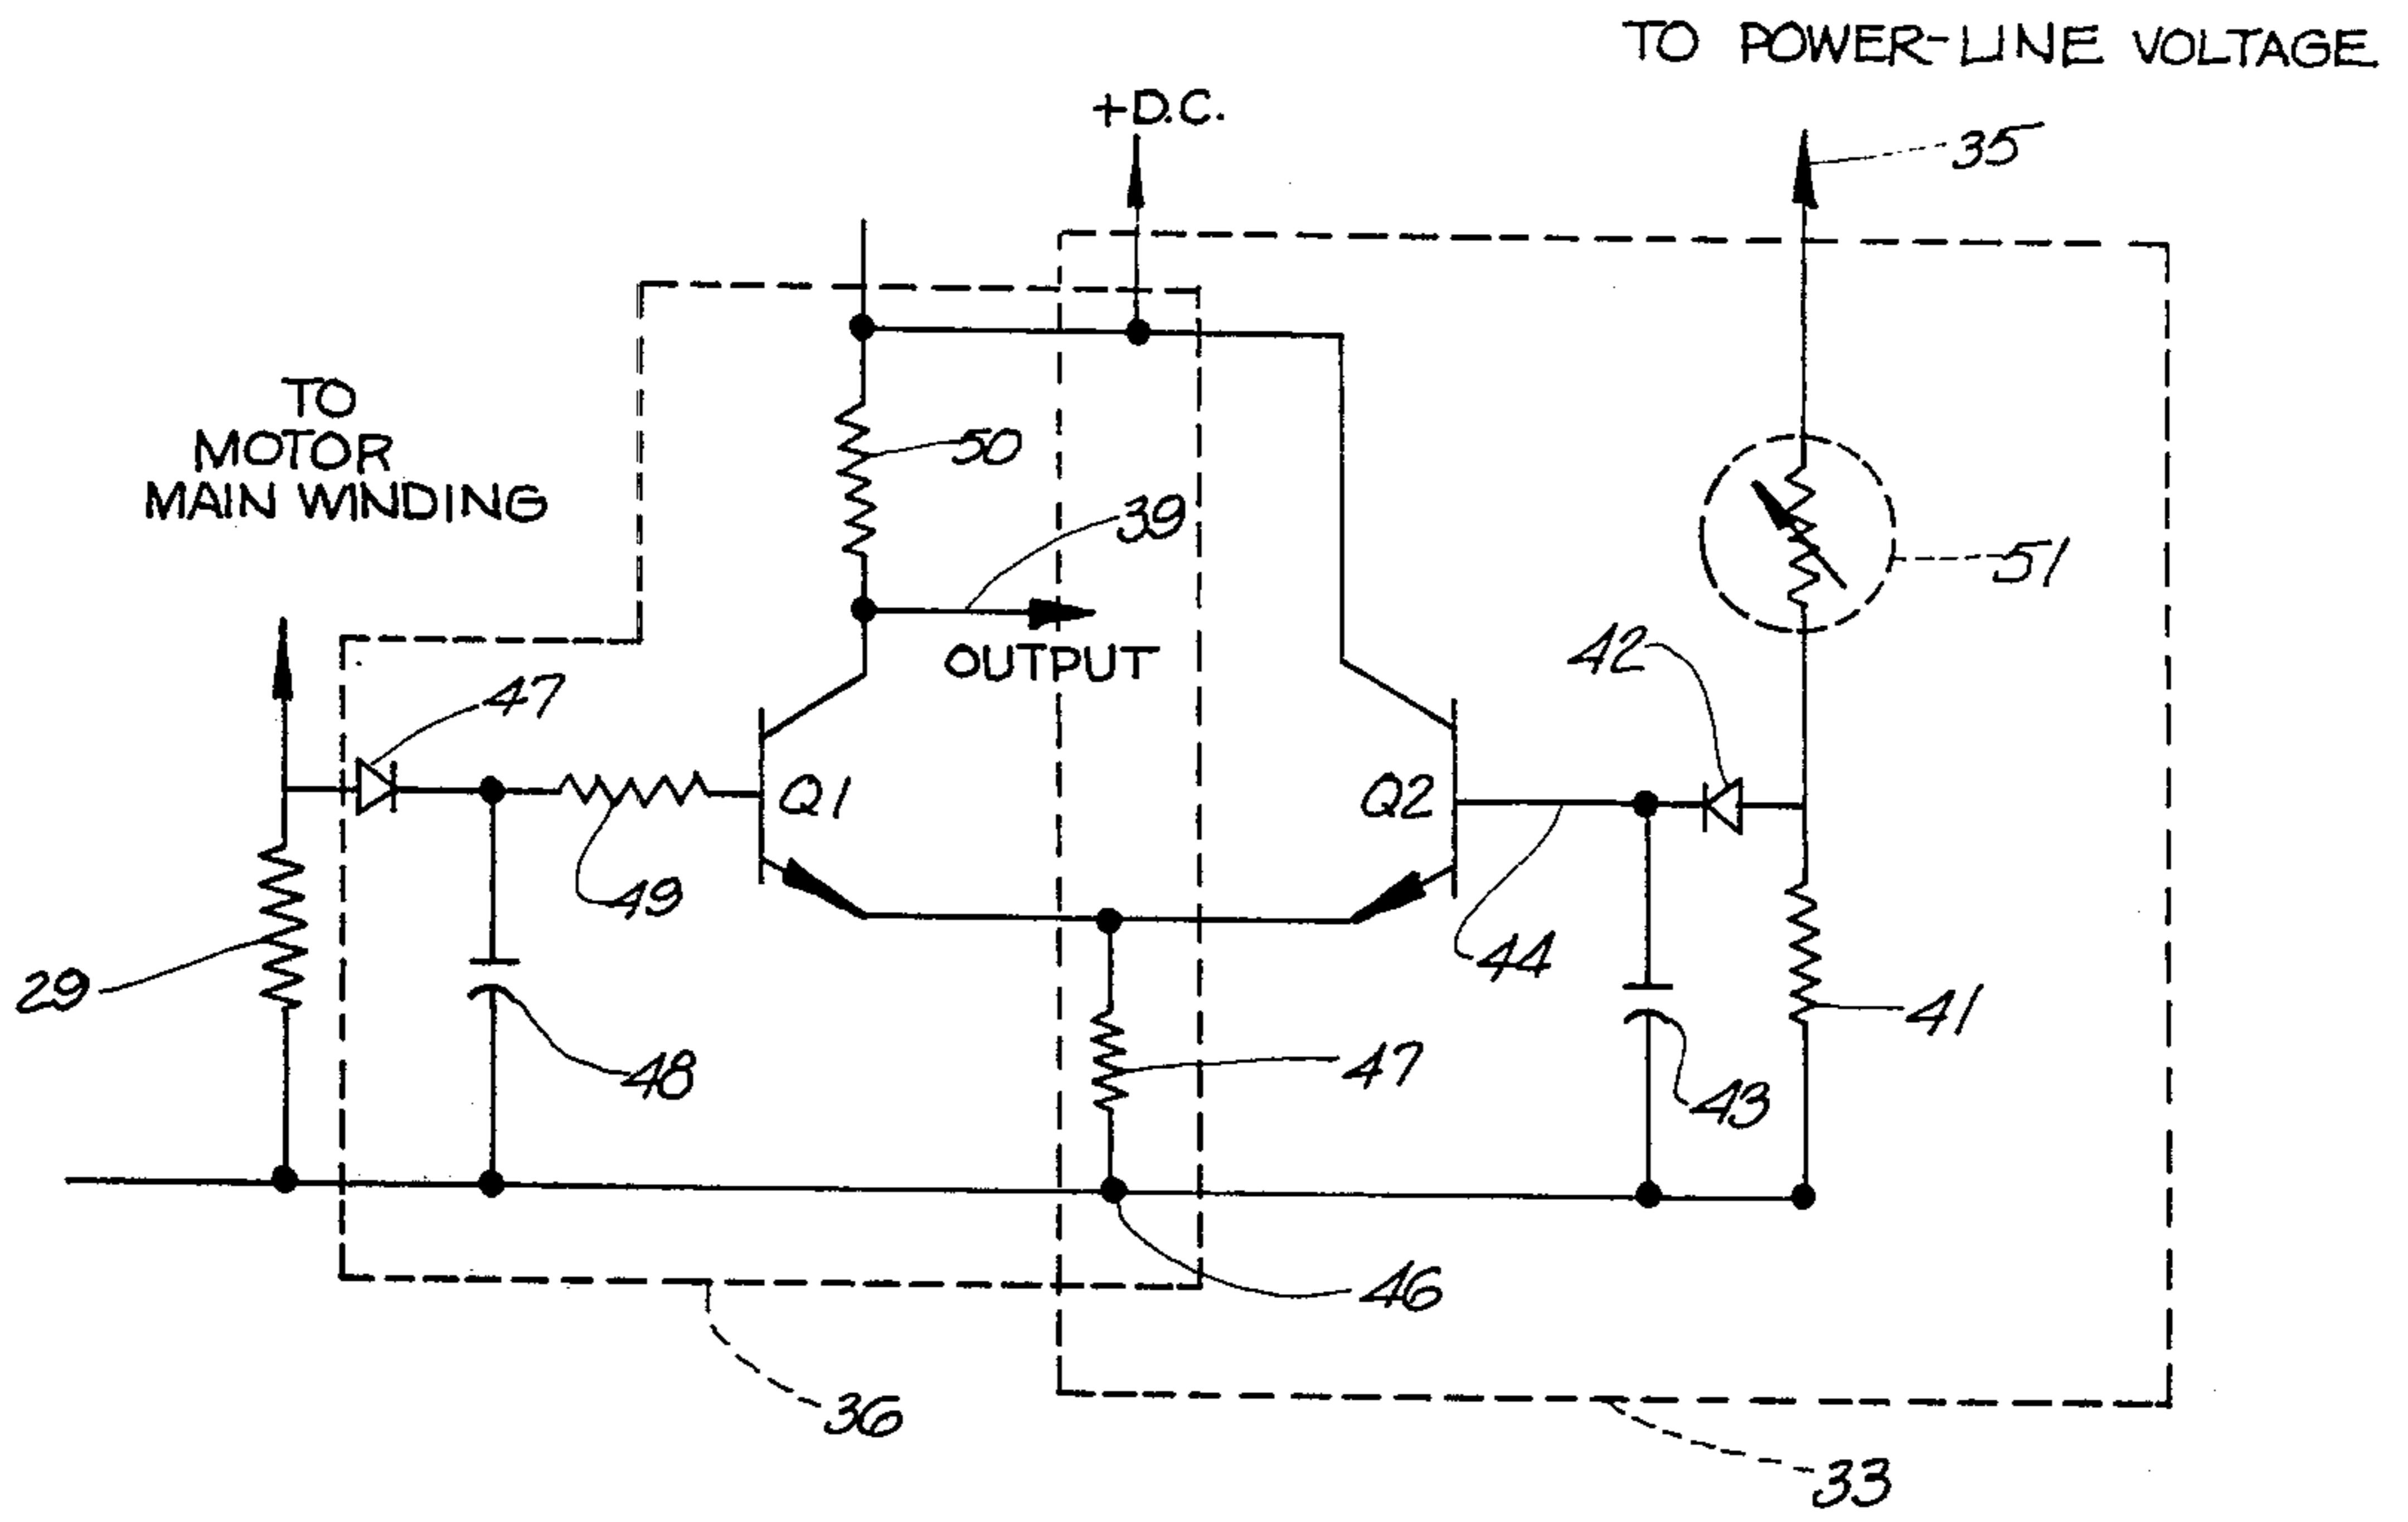 TO POWER-LINE VOLTAGE
+D.C.
35
TO
MOTOR
MAIN WINDING
50
39
51
OUTPUT
42
47
Q1
Q2
49
44
29
41
48
47
43
46
36
33